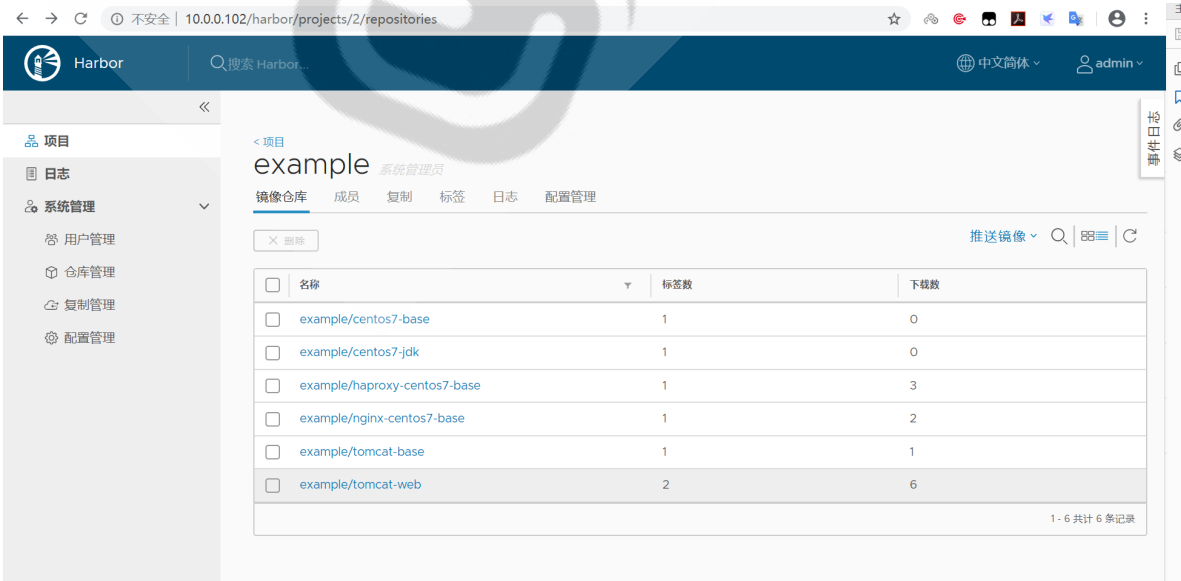 不安全 10.0.0.102/harbor/projects/2/repositories
Harbor 搜索 Harbor... 中文简体 admin
事件日志
项目
日志
系统管理
用户管理
仓库管理
复制管理
配置管理
< 项目
example 系统管理员
镜像仓库 成员 复制 标签 日志 配置管理
删除 推送镜像
名称 标签数 下载数
example/centos7-base 1 0
example/centos7-jdk 1 0
example/haproxy-centos7-base 1 3
example/nginx-centos7-base 1 2
example/tomcat-base 1 1
example/tomcat-web 2 6
1 - 6 共计 6 条记录